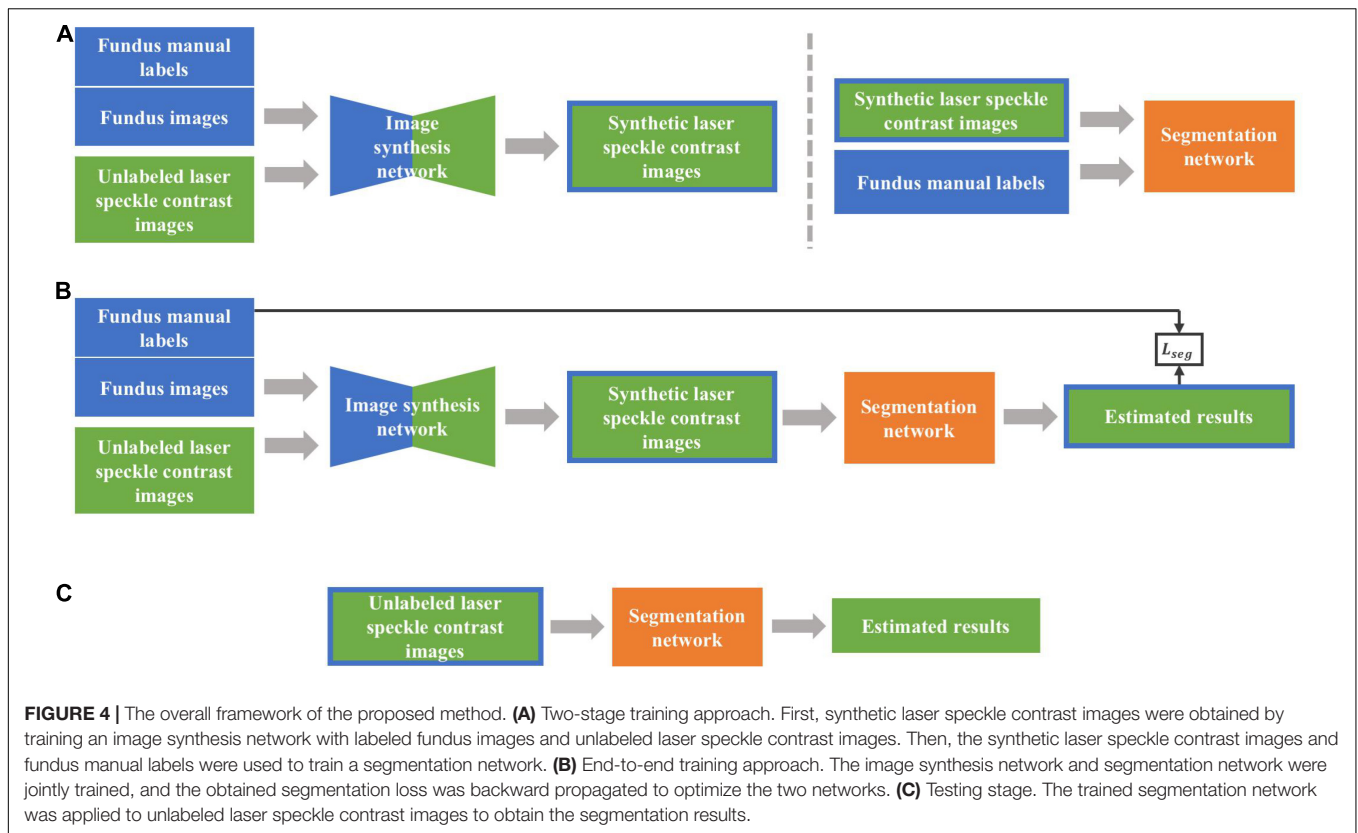 A
Fundus manual
labels
Fundus images
Unlabeled laser
speckle contrast
images
Image
synthesis
network
Synthetic laser
speckle contrast
images
Synthetic laser speckle
contrast images
Fundus manual labels
Segmentation
network
B
Fundus manual
labels
Fundus images
Unlabeled laser
speckle contrast
images
Image synthesis
network
Synthetic laser
speckle contrast
images
Segmentation
network
L_seg
Estimated results
C
Unlabeled laser
speckle contrast
images
Segmentation
network
Estimated results
FIGURE 4 | The overall framework of the proposed method. (A) Two-stage training approach. First, synthetic laser speckle contrast images were obtained by
training an image synthesis network with labeled fundus images and unlabeled laser speckle contrast images. Then, the synthetic laser speckle contrast images and
fundus manual labels were used to train a segmentation network. (B) End-to-end training approach. The image synthesis network and segmentation network were
jointly trained, and the obtained segmentation loss was backward propagated to optimize the two networks. (C) Testing stage. The trained segmentation network
was applied to unlabeled laser speckle contrast images to obtain the segmentation results.